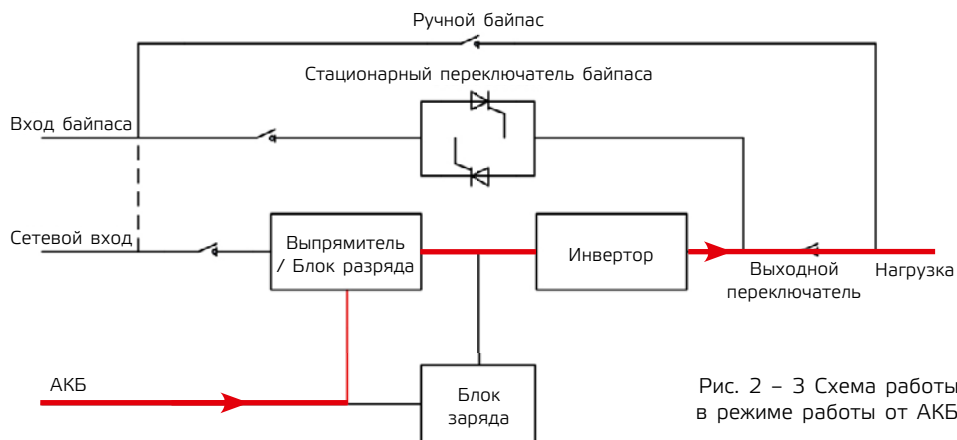 Ручной байпас
Стационарный переключатель байпаса
Вход байпаса
Сетевой вход
Выпрямитель
/ Блок разряда
Инвертор
Выходной
переключатель
Нагрузка
АКБ
Блок
заряда
Рис. 2 – 3 Схема работы
в режиме работы от АКБ